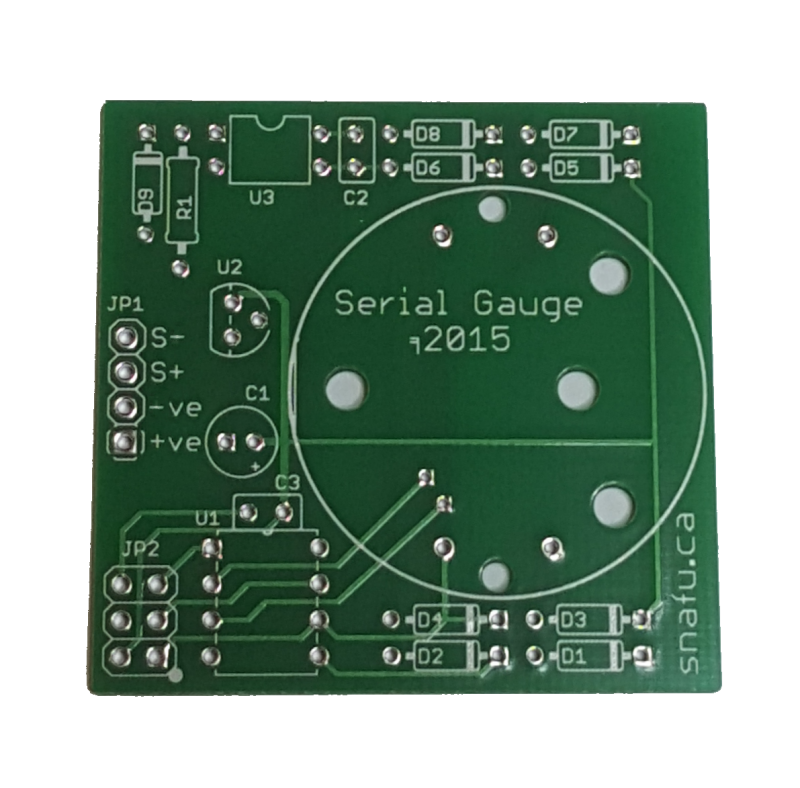 D8
D7
D6
D5
D9
R1
U3
C2
U2
Serial Gauge
2015
JP1
S-
S+
-ve
+ve
C1
+
C3
U1
JP2
D4
D3
D2
D1
snafu.ca